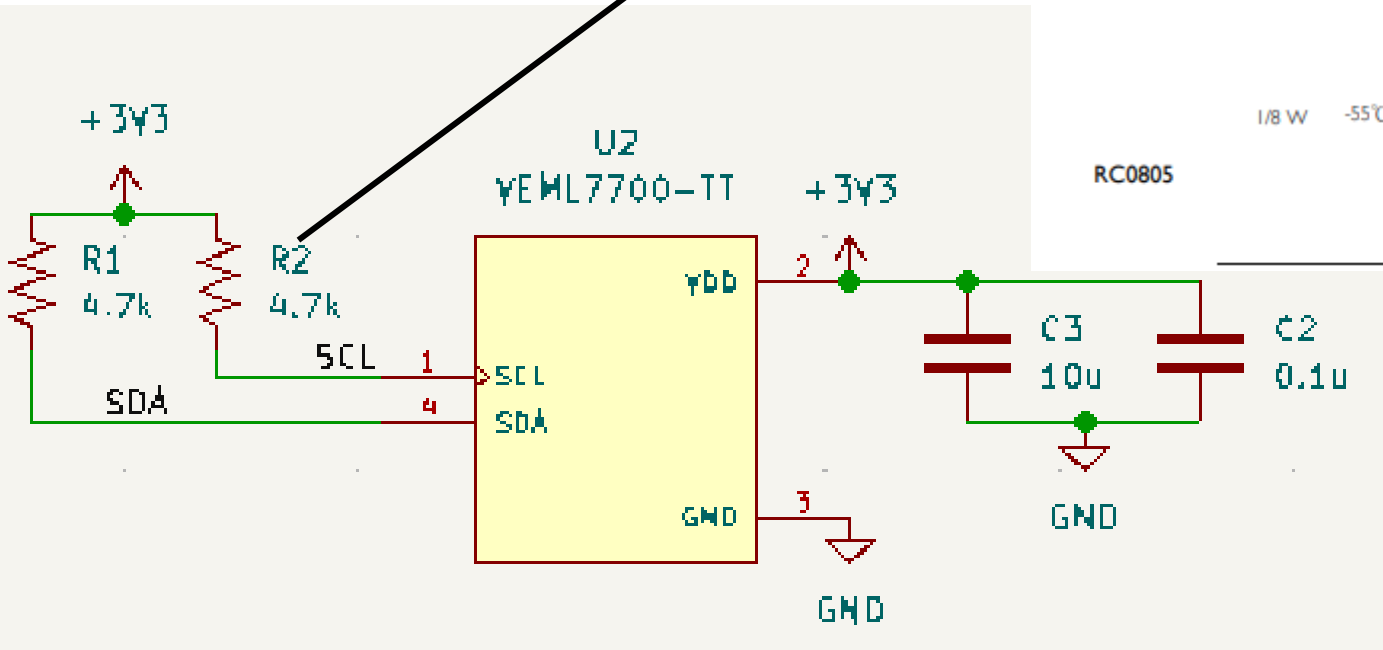 +3V3
R1
4.7k
R2
4.7k
SCL
SDA
1
4
U2
VEML7700-TT
SCL
SDA
VDD
GND
2
3
+3V3
GND
C3
10u
C2
0.1u
GND
1/8 W -55°C
RC0805